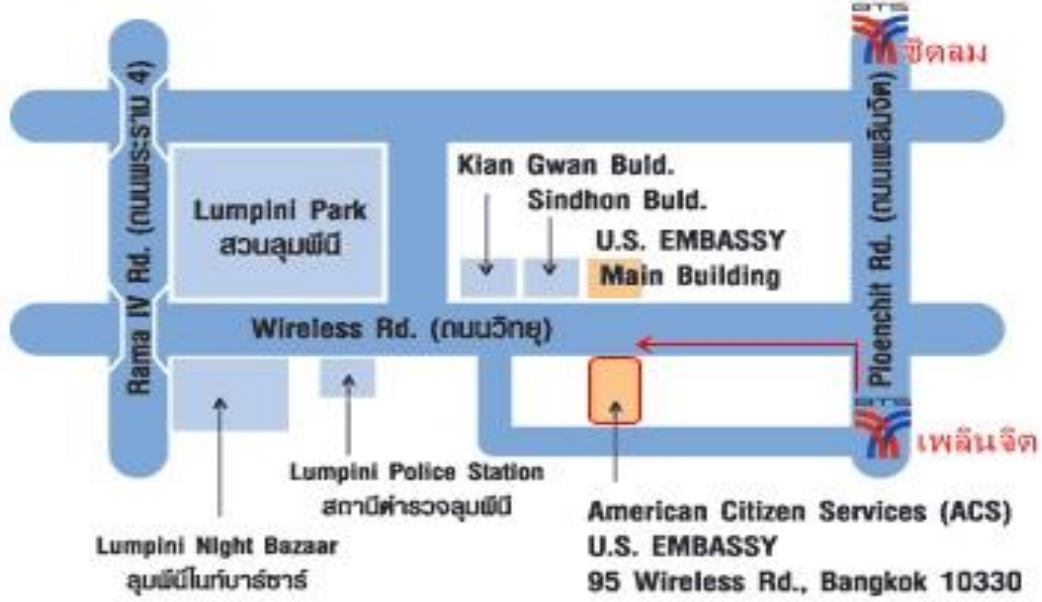 BTS
ชิดลม
Rama IV Rd. (ถนนพระราม 4)
Ploenchit Rd. (ถนนเพลินจิต)
Kian Gwan Buld.
Sindhon Buld.
Lumpini Park
สวนลุมพีนี
U.S. EMBASSY
Main Building
Wireless Rd. (ถนนวิทยุ)
BTS
เพลินจิต
Lumpini Police Station
สถานีตำรวจลุมพีนี
American Citizen Services (ACS)
U.S. EMBASSY
95 Wireless Rd., Bangkok 10330
Lumpini Night Bazaar
ลุมพีนีไนท์บาร์ซาร์